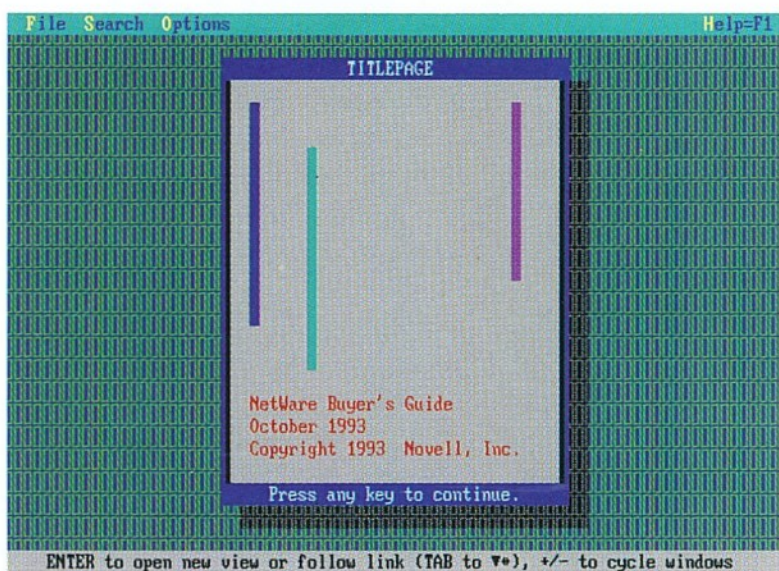 File Search Options Help=F1
TITLEPAGE
NetWare Buyer's Guide
October 1993
Copyright 1993 Novell, Inc.
Press any key to continue.
ENTER to open new view or follow link (TAB to ▼♦), +/- to cycle windows